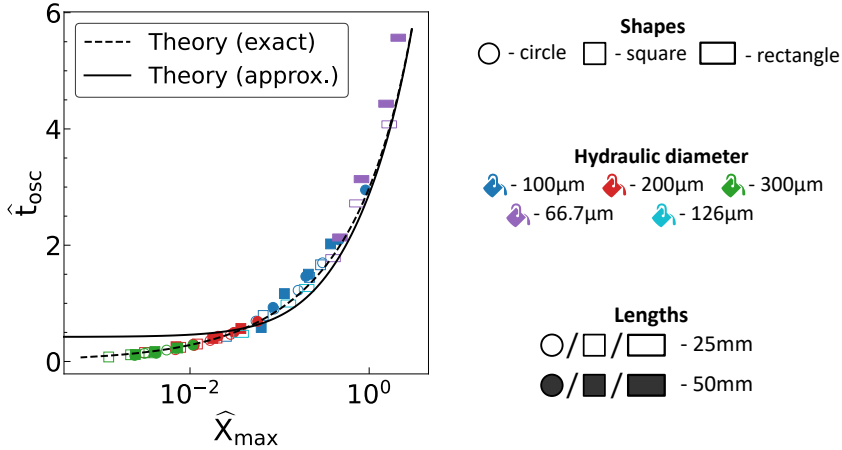 6
4
2
0
t̂osc
Theory (exact)
Theory (approx.)
10⁻²
10⁰
X̂max
Shapes
- circle
- square
- rectangle
Hydraulic diameter
- 100µm
- 200µm
- 300µm
- 66.7µm
- 126µm
Lengths
/ / - 25mm
/ / - 50mm